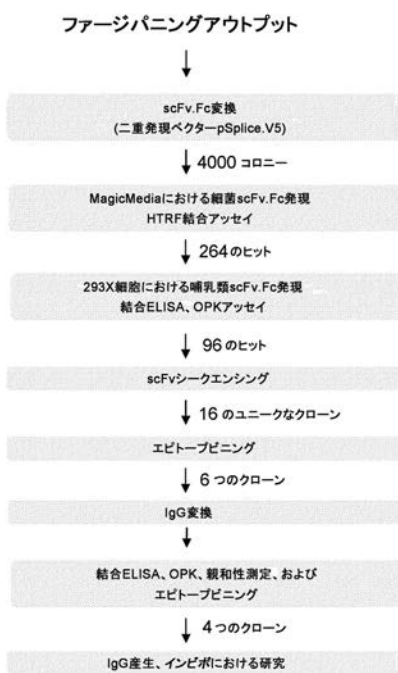 ファージパニングアウトプット
scFv.Fc変換
(二重発現ベクターpSplice.V5)
4000 コロニー
MagicMediaにおける細菌scFv.Fc発現
HTRF結合アッセイ
264のヒット
293X細胞における哺乳類scFv.Fc発現
結合ELISA、OPKアッセイ
96 のヒット
scFvシークエンシング
16 のユニークなクローン
エピトープビニング
6 つのクローン
IgG変換
結合ELISA、OPK、親和性測定、および
エピトープビニング
4つのクローン
IgG産生、インビボにおける研究